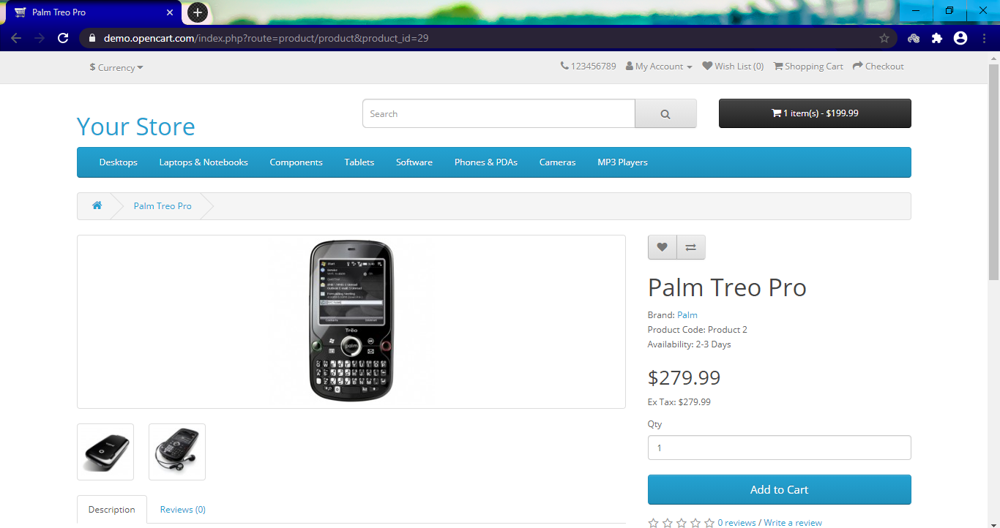 Palm Treo Pro
demo.opencart.com/index.php?route=product/product&product_id=29
$ Currency
123456789 My Account Wish List (0) Shopping Cart Checkout
Your Store
Search
1 item(s) - $199.99
Desktops Laptops & Notebooks Components Tablets Software Phones & PDAs Cameras MP3 Players
Palm Treo Pro
Treo
palm
Palm Treo Pro
Brand: Palm
Product Code: Product 2
Availability: 2-3 Days
$279.99
Ex Tax: $279.99
Qty
1
Add to Cart
Description Reviews (0)
0 reviews / Write a review